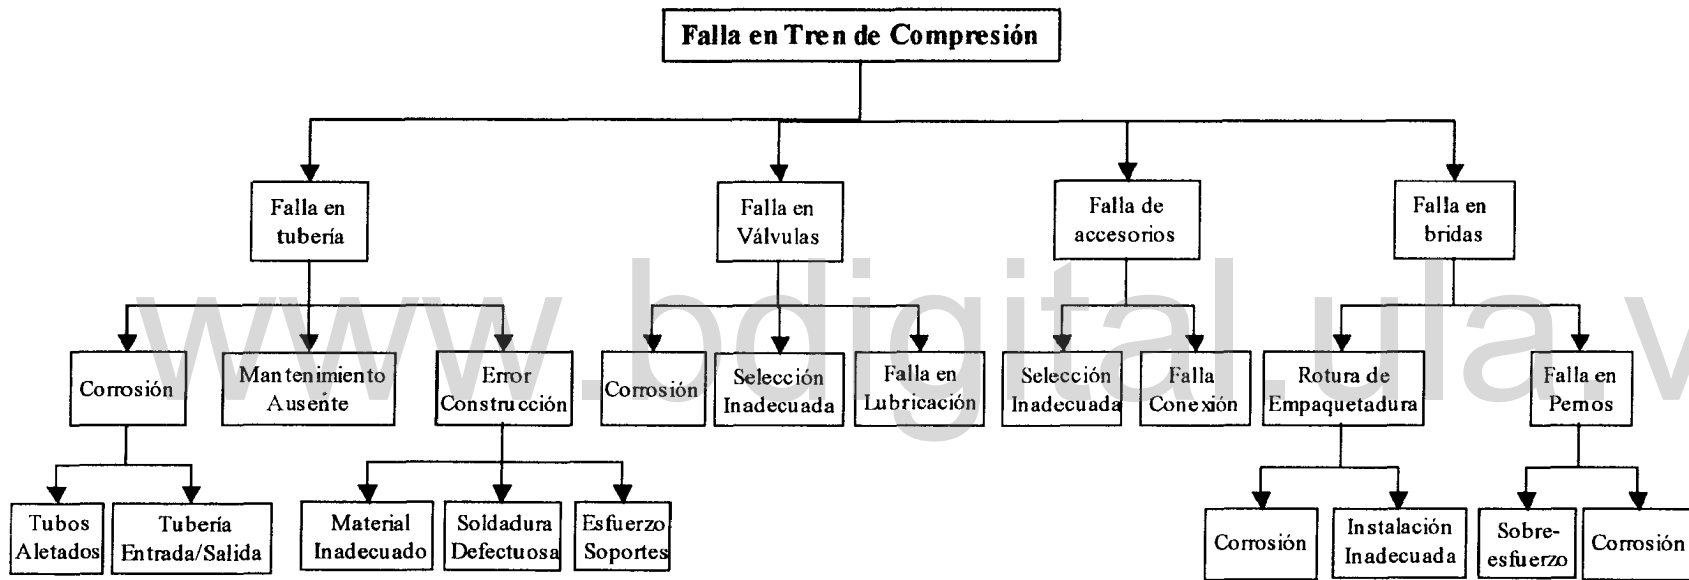 Falla en Tren de Compresión
Falla en
tubería
Falla en
Válvulas
Falla de
accesorios
Falla en
bridas
Corrosión
Mantenimiento
Ausente
Error
Construcción
Corrosión
Selección
Inadecuada
Falla en
Lubricación
Selección
Inadecuada
Falla
Conexión
Rotura de
Empaquetadura
Falla en
Pernos
Tubos
Aletados
Tubería
Entrada/Salida
Material
Inadecuado
Soldadura
Defectuosa
Esfuerzo
Soportes
Corrosión
Instalación
Inadecuada
Sobre-
esfuerzo
Corrosión
www.bdigital.ula.v